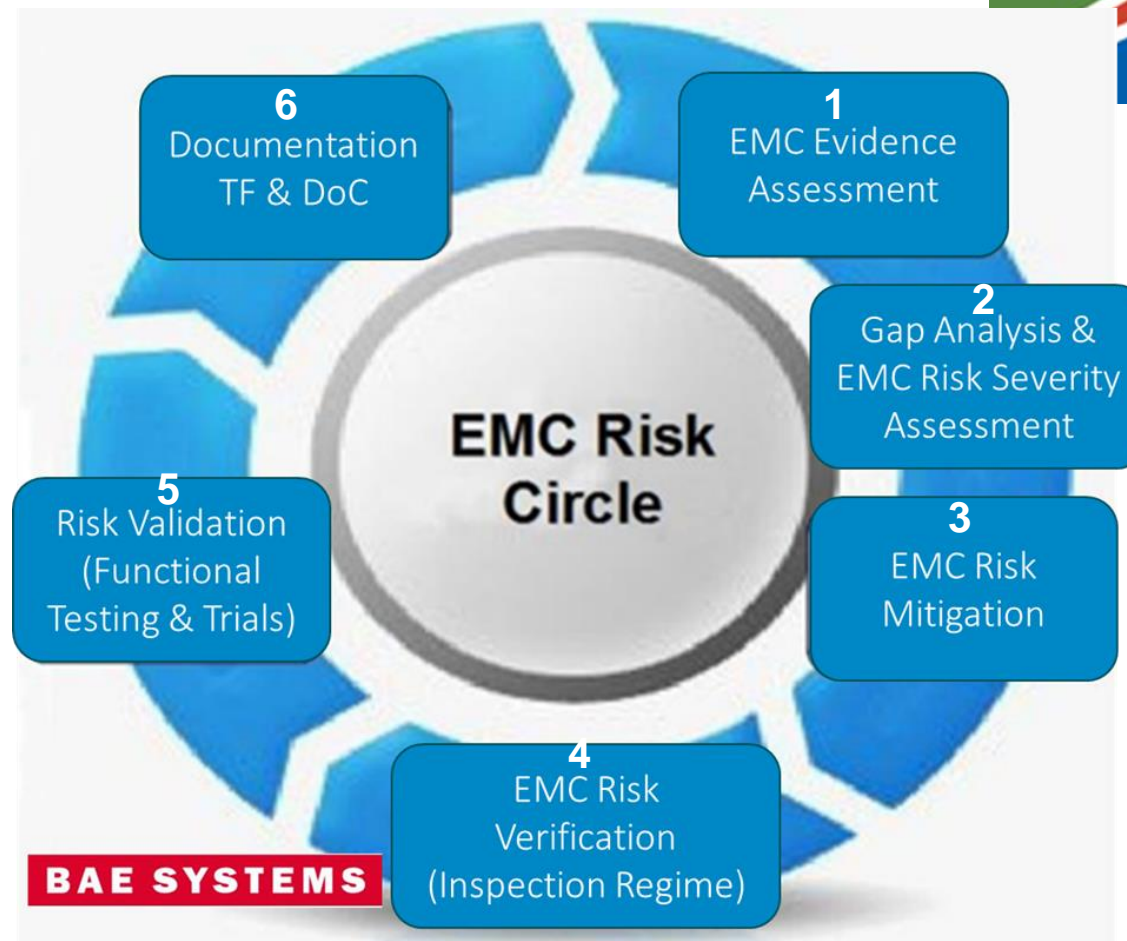 6
Documentation
TF & DoC
1
EMC Evidence
Assessment
2
Gap Analysis &
EMC Risk Severity
Assessment
EMC Risk
Circle
3
EMC Risk
Mitigation
4
EMC Risk
Verification
(Inspection Regime)
5
Risk Validation
(Functional
Testing & Trials)
BAE SYSTEMS